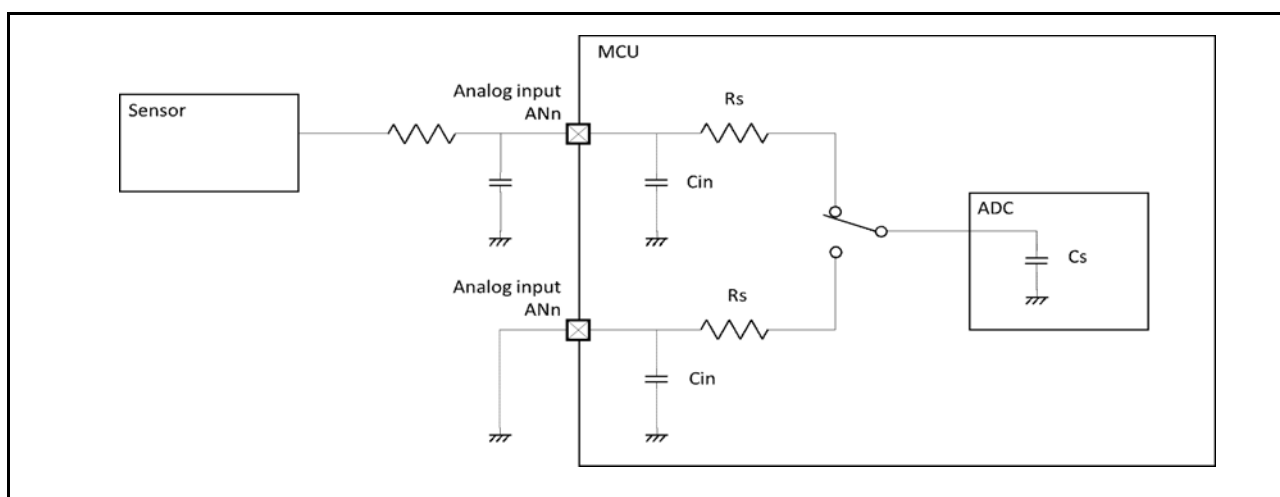 MCU
Sensor
Analog input
ANn
Rs
Cin
ADC
Cs
Analog input
ANn
Rs
Cin